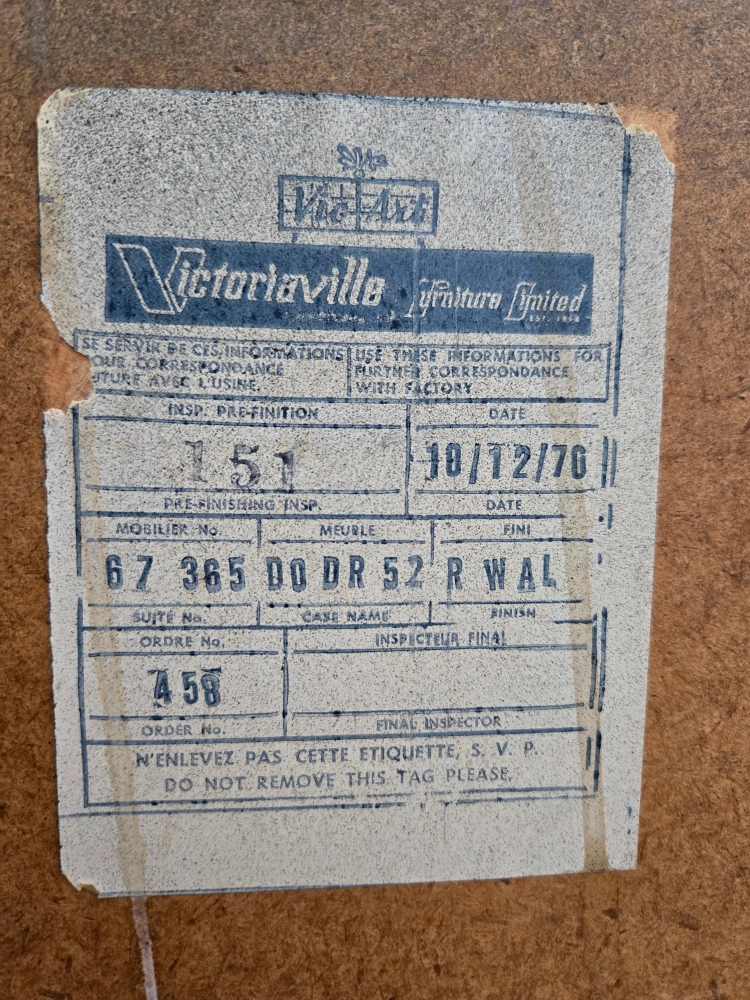 Vic-Art
Victoriaville Furniture Limited
SE SERVIR DE CES INFORMATIONS
POUR CORRESPONDANCE
FUTURE AVEC L'USINE.
USE THESE INFORMATIONS FOR
FURTHER CORRESPONDANCE
WITH FACTORY
INSP. PRE-FINITION
DATE
151
10/12/70
PRE-FINISHING INSP.
DATE
MOBILIER No.
MEUBLE
FINI
67 365
DO DR 52
R WAL
SUITE No.
CASE NAME
FINISH
ORDRE No.
INSPECTEUR FINAL
A 58
ORDER No.
FINAL INSPECTOR
N'ENLEVEZ PAS CETTE ETIQUETTE, S. V. P.
DO NOT REMOVE THIS TAG PLEASE.